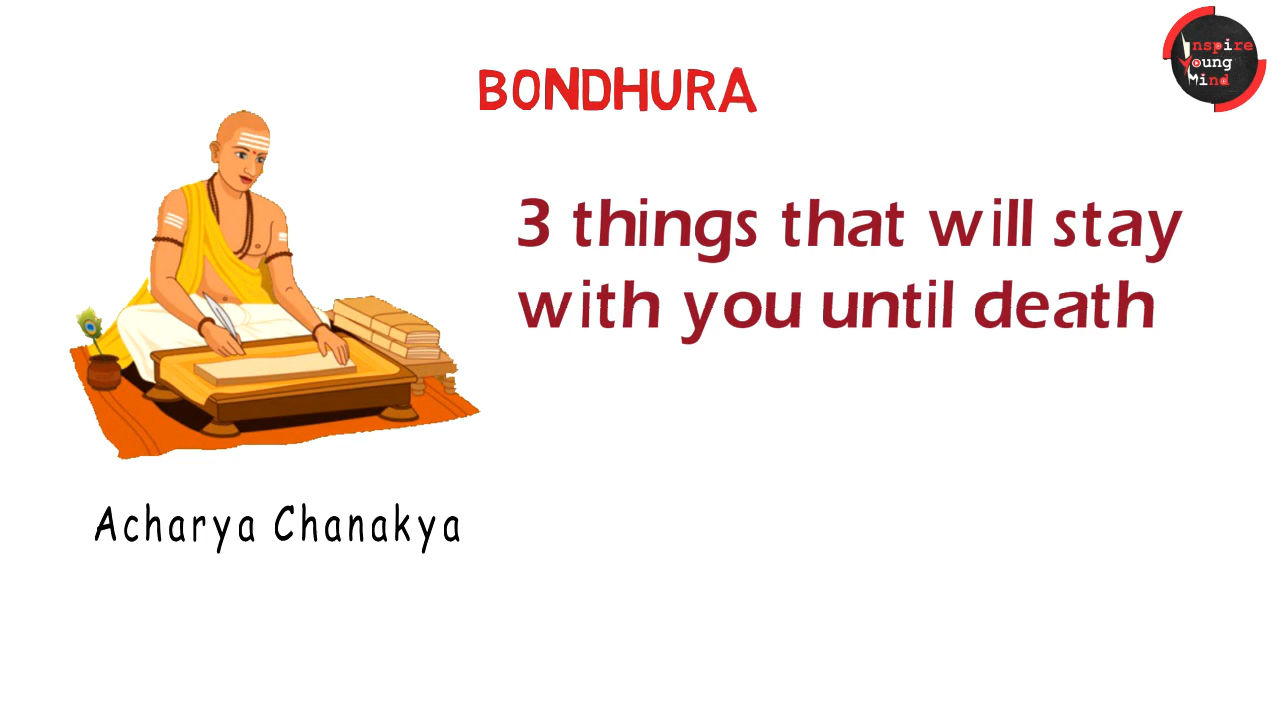 Inspire
Young
Mind
BONDHURA
3 things that will stay
with you until death
Acharya Chanakya